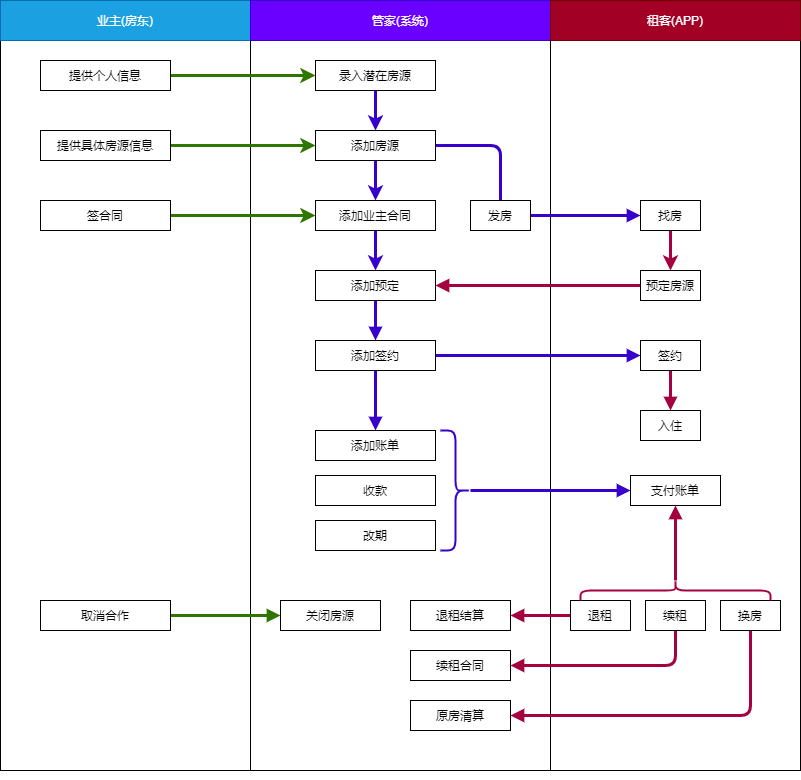 业主(房东)
管家(系统)
租客(APP)
提供个人信息
录入潜在房源
提供具体房源信息
添加房源
签合同
添加业主合同
发房
找房
添加预定
预定房源
添加签约
签约
入住
添加账单
收款
支付账单
改期
取消合作
关闭房源
退租结算
退租
续租
换房
续租合同
原房清算